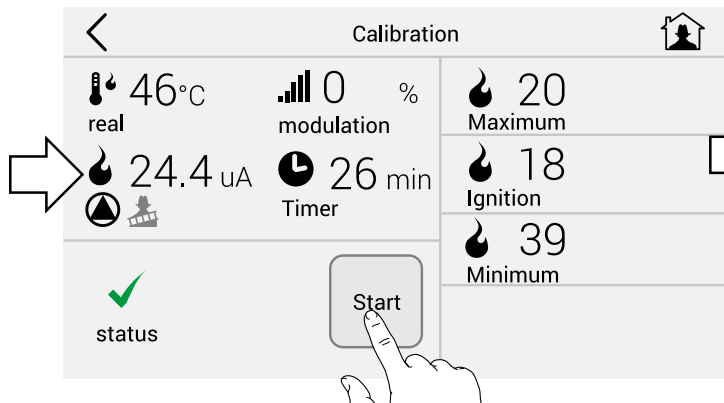 Calibration
46°C
real
0 %
modulation
24.4 uA
26 min
Timer
20
Maximum
18
Ignition
39
Minimum
status
Start